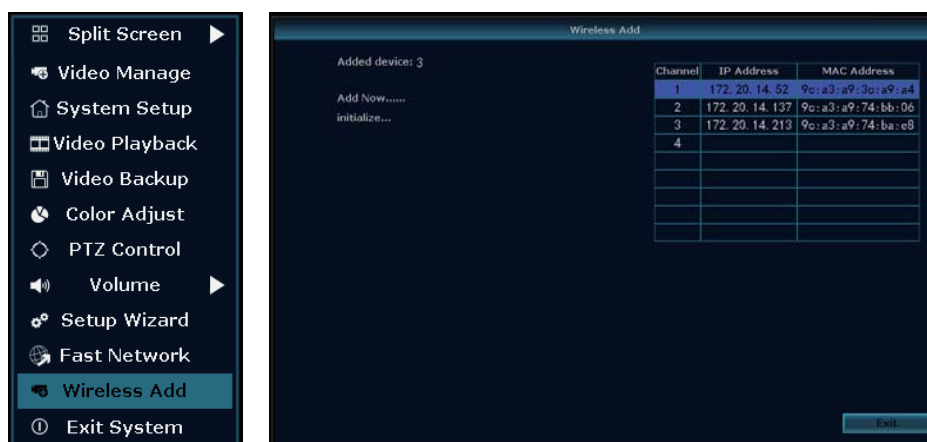 Split Screen
Video Manage
System Setup
Video Playback
Video Backup
Color Adjust
PTZ Control
Volume
Setup Wizard
Fast Network
Wireless Add
Exit System
Wireless Add
Added device: 3
Add Now......
initialize...
Channel IP Address MAC Address
1 172. 20. 14. 52 9c:a3:a9:3c:a9:a4
2 172. 20. 14. 137 9c:a3:a9:74:bb:06
3 172. 20. 14. 213 9c:a3:a9:74:ba:e8
4
Exit